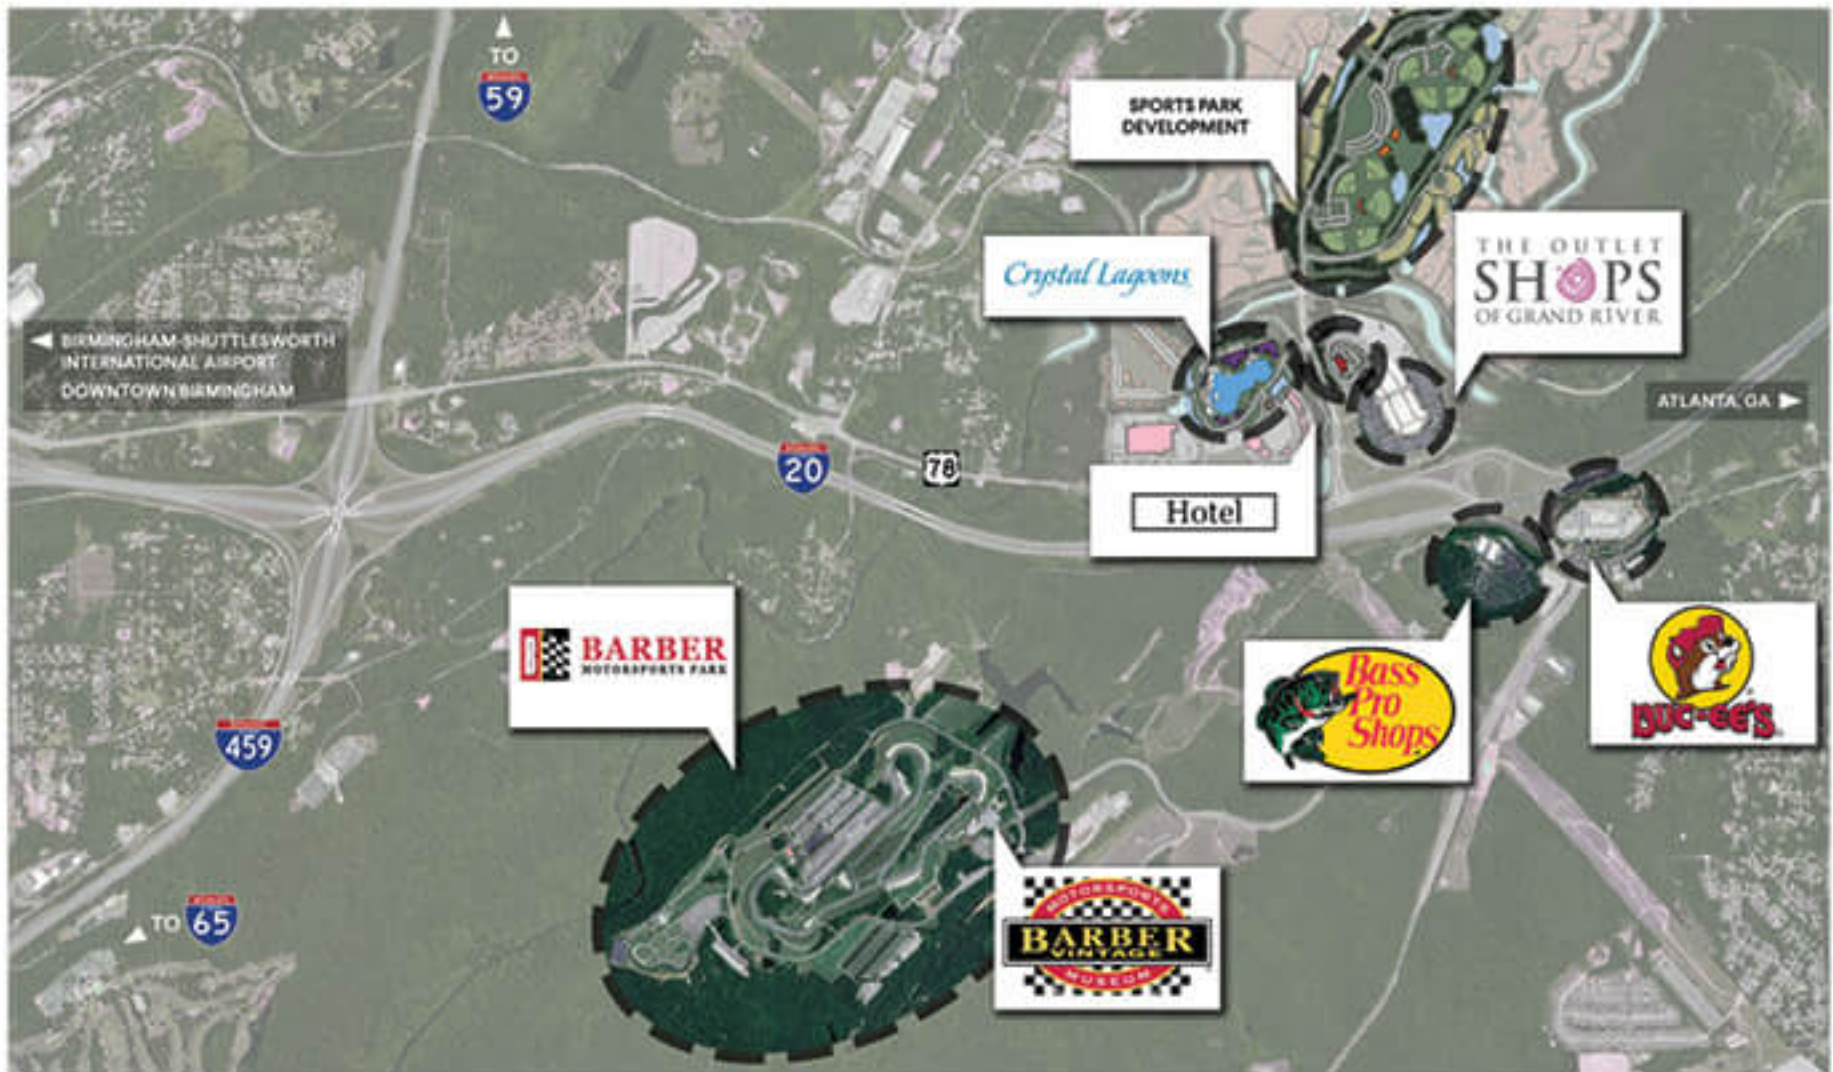 TO
59
SPORTS PARK
DEVELOPMENT
Crystal Lagoons
THE OUTLET
SHOPS
OF GRAND RIVER
BIRMINGHAM-SHUTTLESWORTH
INTERNATIONAL AIRPORT
DOWNTOWN BIRMINGHAM
ATLANTA, GA
20
78
Hotel
BARBER
MOTORSPORTS PARK
Bass
Pro
Shops
BUC-EE'S
459
TO 65
MOTORSPORTS
BARBER
VINTAGE
MUSEUM